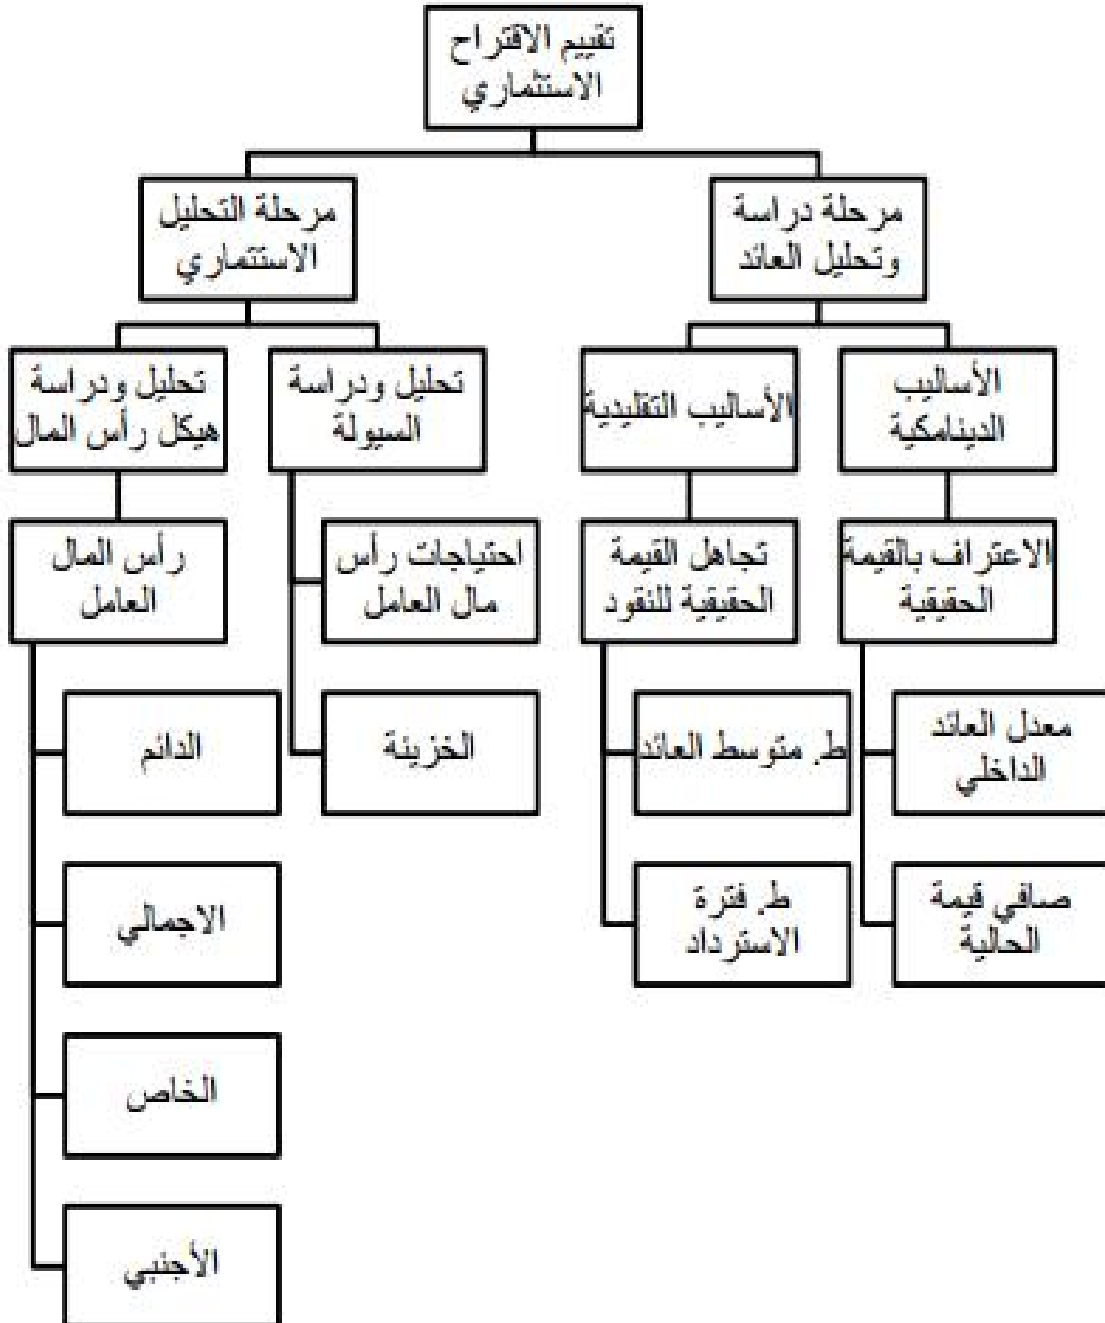 تقييم الاقتراح
الاستثماري
مرحلة دراسة
وتحليل العائد
مرحلة التحليل
الاستثماري
الأساليب
الدينامكية
الأساليب التقليدية
تحليل ودراسة
السيولة
تحليل ودراسة
هيكل رأس المال
الاعتراف بالقيمة
الحقيقية
تجاهل القيمة
الحقيقية للنقود
احتياجات رأس
مال العامل
رأس المال
العامل
معدل العائد
الداخلي
ط. متوسط العائد
الخزينة
الدائم
صافي قيمة
الحالية
ط. فترة
الاسترداد
الاجمالي
الخاص
الأجنبي